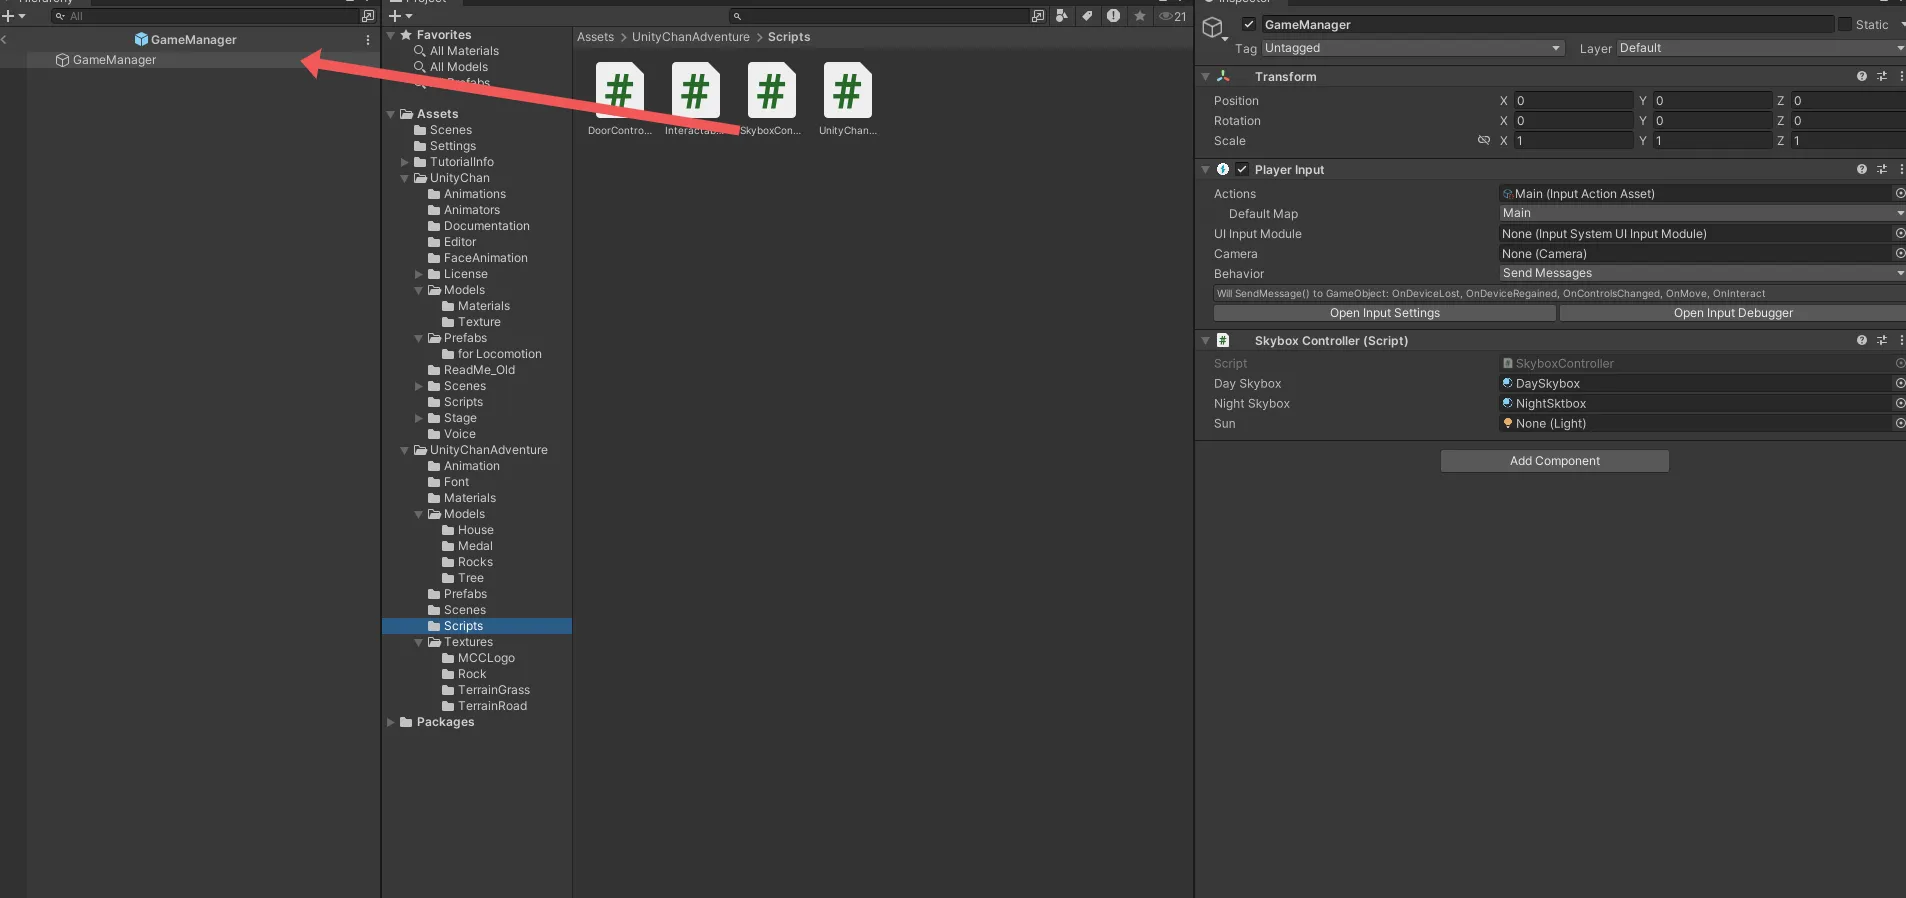 Hierarchy
All
GameManager
GameManager
Project
21
Favorites
All Materials
All Models
Prefabs
Assets
Scenes
Settings
TutorialInfo
UnityChan
Animations
Animators
Documentation
Editor
FaceAnimation
License
Models
Materials
Texture
Prefabs
for Locomotion
ReadMe_Old
Scenes
Scripts
Stage
Voice
UnityChanAdventure
Animation
Font
Materials
Models
House
Medal
Rocks
Tree
Prefabs
Scenes
Scripts
Textures
MCCLogo
Rock
TerrainGrass
TerrainRoad
Packages
Assets > UnityChanAdventure > Scripts
# # # #
DoorContro... Interactab... SkyboxCon... UnityChan...
Inspector
GameManager Static
Tag Untagged Layer Default
Transform
Position X 0 Y 0 Z 0
Rotation X 0 Y 0 Z 0
Scale X 1 Y 1 Z 1
Player Input
Actions Main (Input Action Asset)
Default Map Main
UI Input Module None (Input System UI Input Module)
Camera None (Camera)
Behavior Send Messages
Will SendMessage() to GameObject: OnDeviceLost, OnDeviceRegained, OnControlsChanged, OnMove, OnInteract
Open Input Settings Open Input Debugger
# Skybox Controller (Script)
Script SkyboxController
Day Skybox DaySkybox
Night Skybox NightSktbox
Sun None (Light)
Add Component